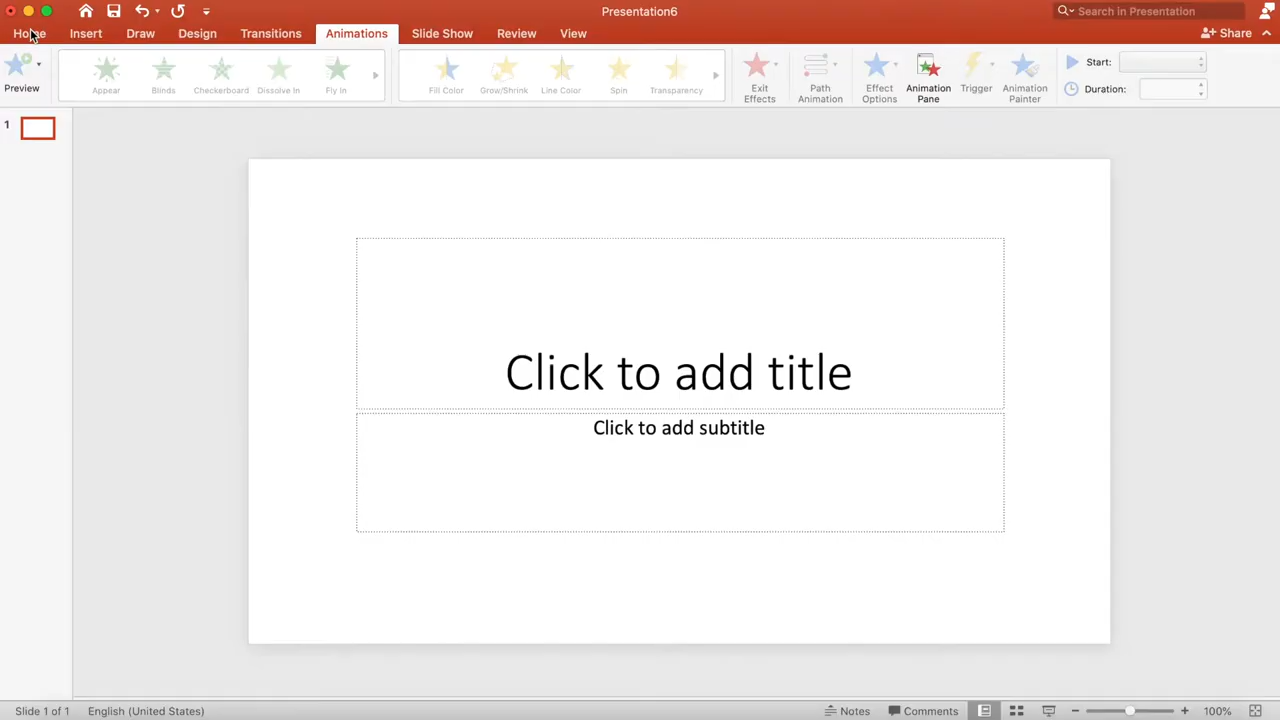 Presentation6
Search in Presentation
Home Insert Draw Design Transitions Animations Slide Show Review View Share
Preview
Appear Blinds Checkerboard Dissolve In Fly In
Fill Color Grow/Shrink Line Color Spin Transparency
Exit Effects
Path Animation
Effect Options
Animation Pane
Trigger
Animation Painter
Start:
Duration:
1
Click to add title
Click to add subtitle
Slide 1 of 1 English (United States) Notes Comments 100%